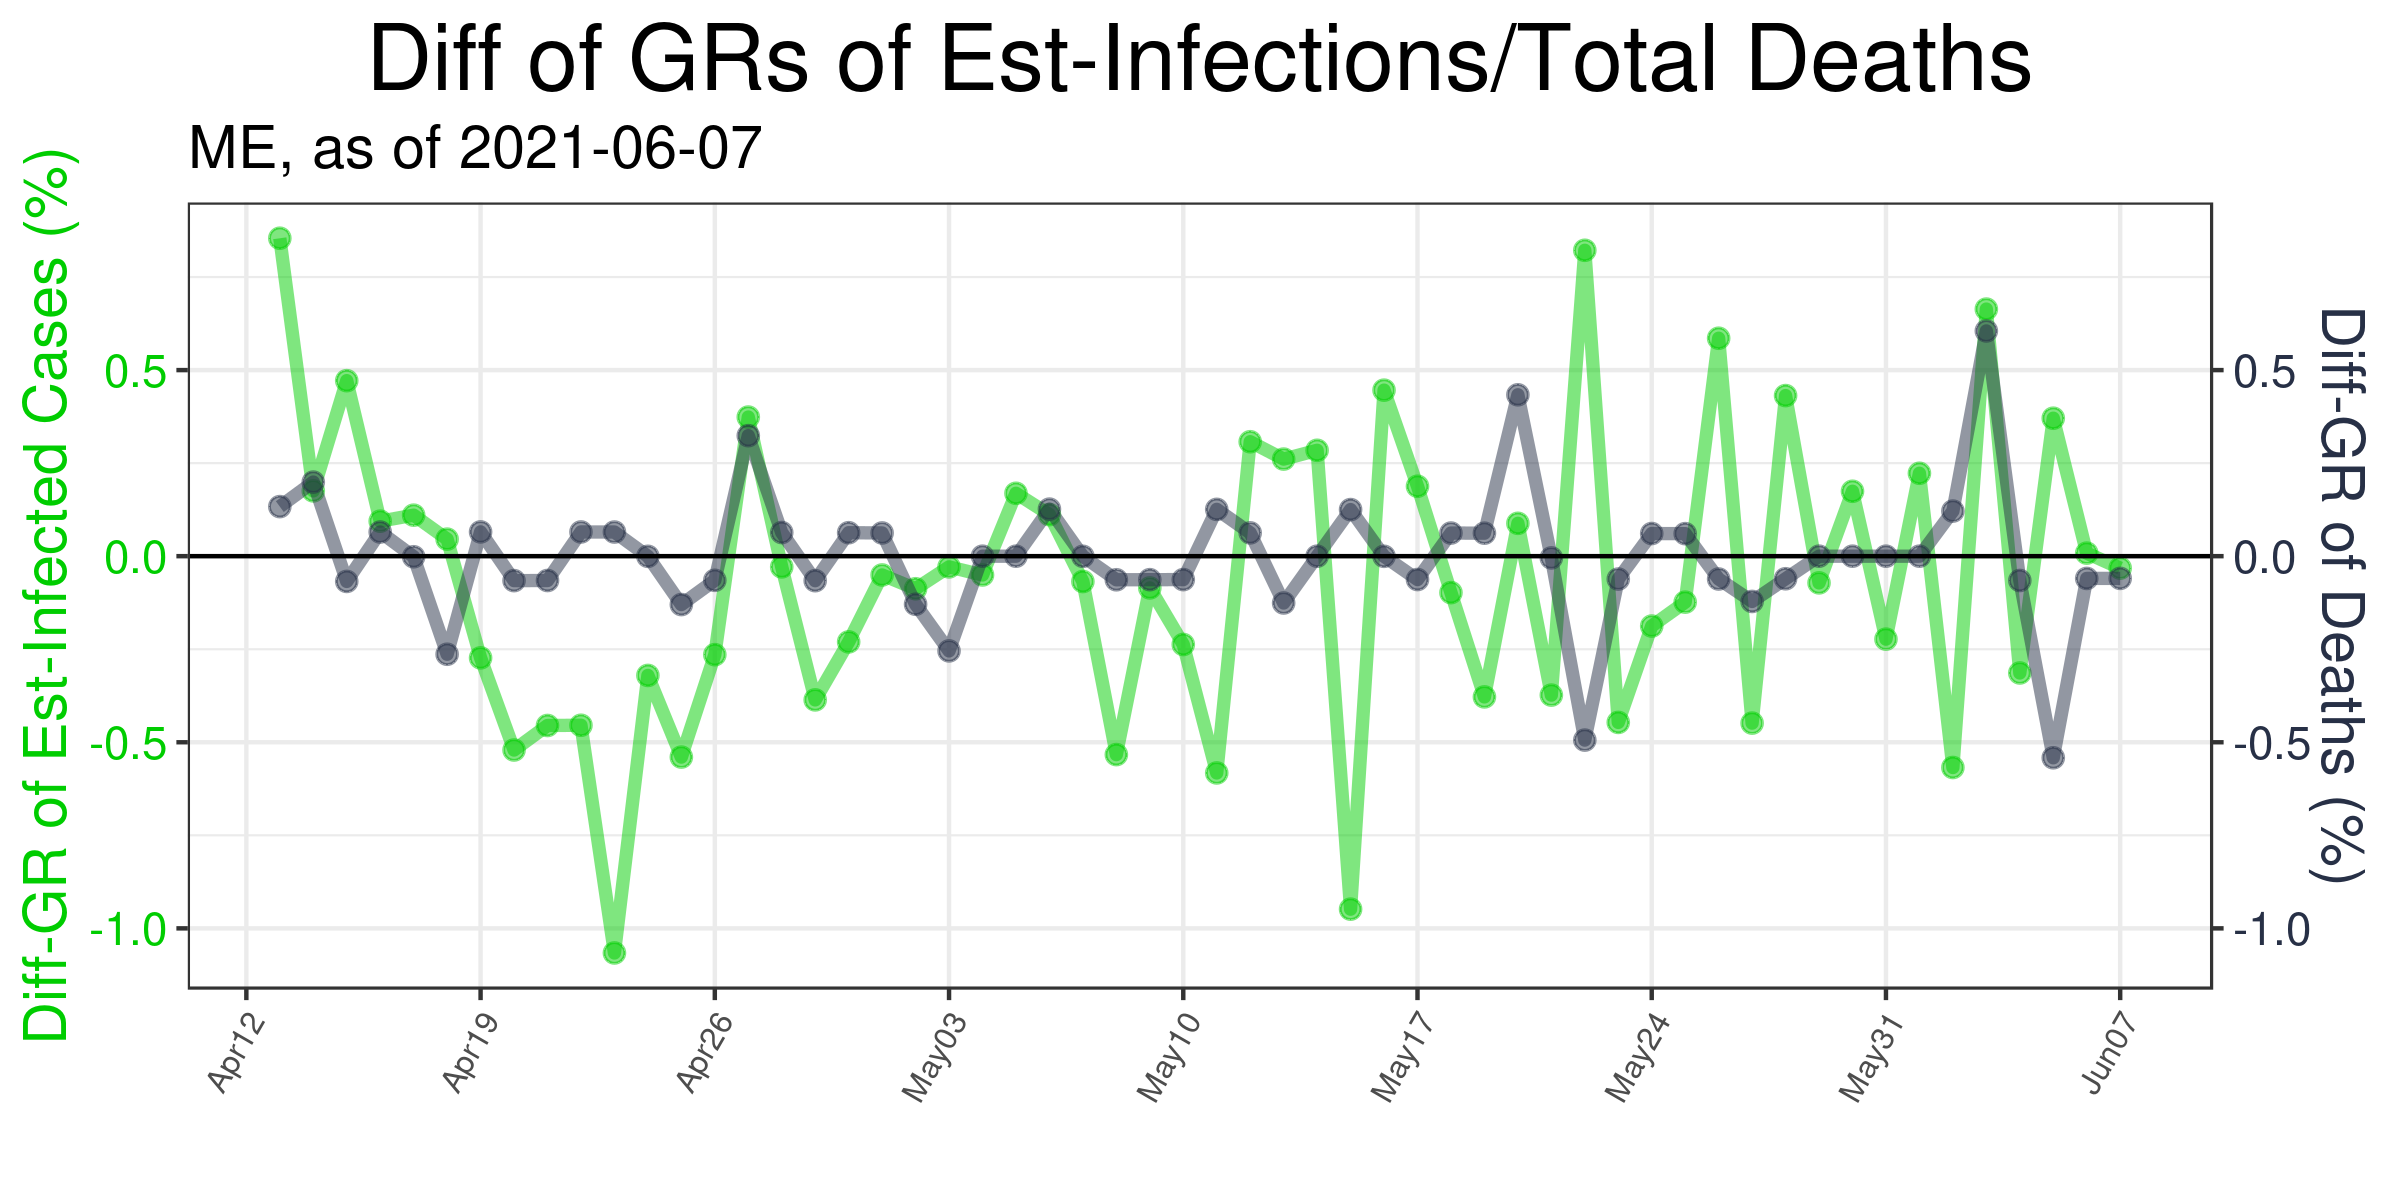 Diff of GRs of Est-Infections/Total Deaths
ME, as of 2021-06-07
Diff-GR of Est-Infected Cases (%)
0.5
0.0
-0.5
-1.0
0.5
0.0
-0.5
-1.0
Diff-GR of Deaths (%)
Apr12
Apr19
Apr26
May03
May10
May17
May24
May31
Jun07